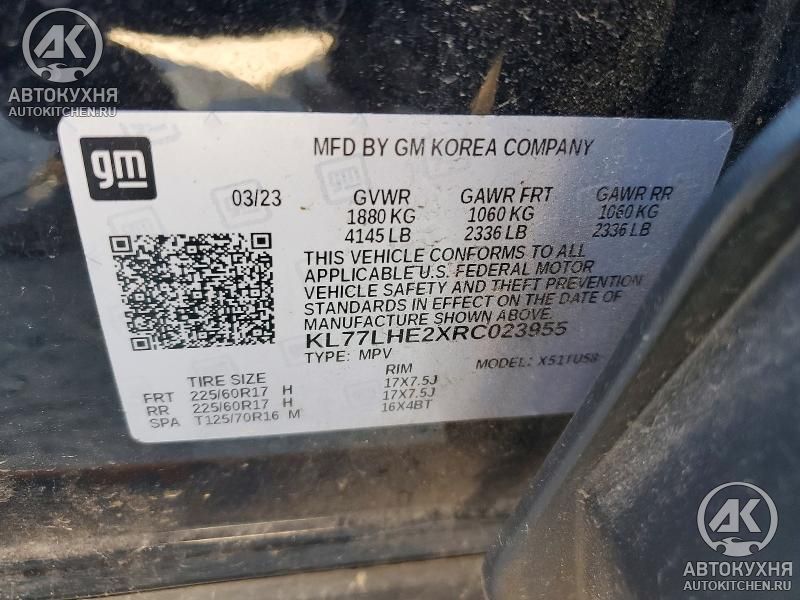 АВТОКУХНЯ
AUTOKITCHEN.RU
gm
MFD BY GM KOREA COMPANY
03/23 GVWR GAWR FRT GAWR RR
1880 KG 1060 KG 1060 KG
4145 LB 2336 LB 2336 LB
THIS VEHICLE CONFORMS TO ALL
APPLICABLE U.S. FEDERAL MOTOR
VEHICLE SAFETY AND THEFT PREVENTION
STANDARDS IN EFFECT ON THE DATE OF
MANUFACTURE SHOWN ABOVE.
KL77LHE2XRC023955
TYPE: MPV MODEL: X51TU58
TIRE SIZE RIM
FRT 225/60R17 H 17X7.5J
RR 225/60R17 H 17X7.5J
SPA T125/70R16 M 16X4BT
АВТОКУХНЯ
AUTOKITCHEN.RU